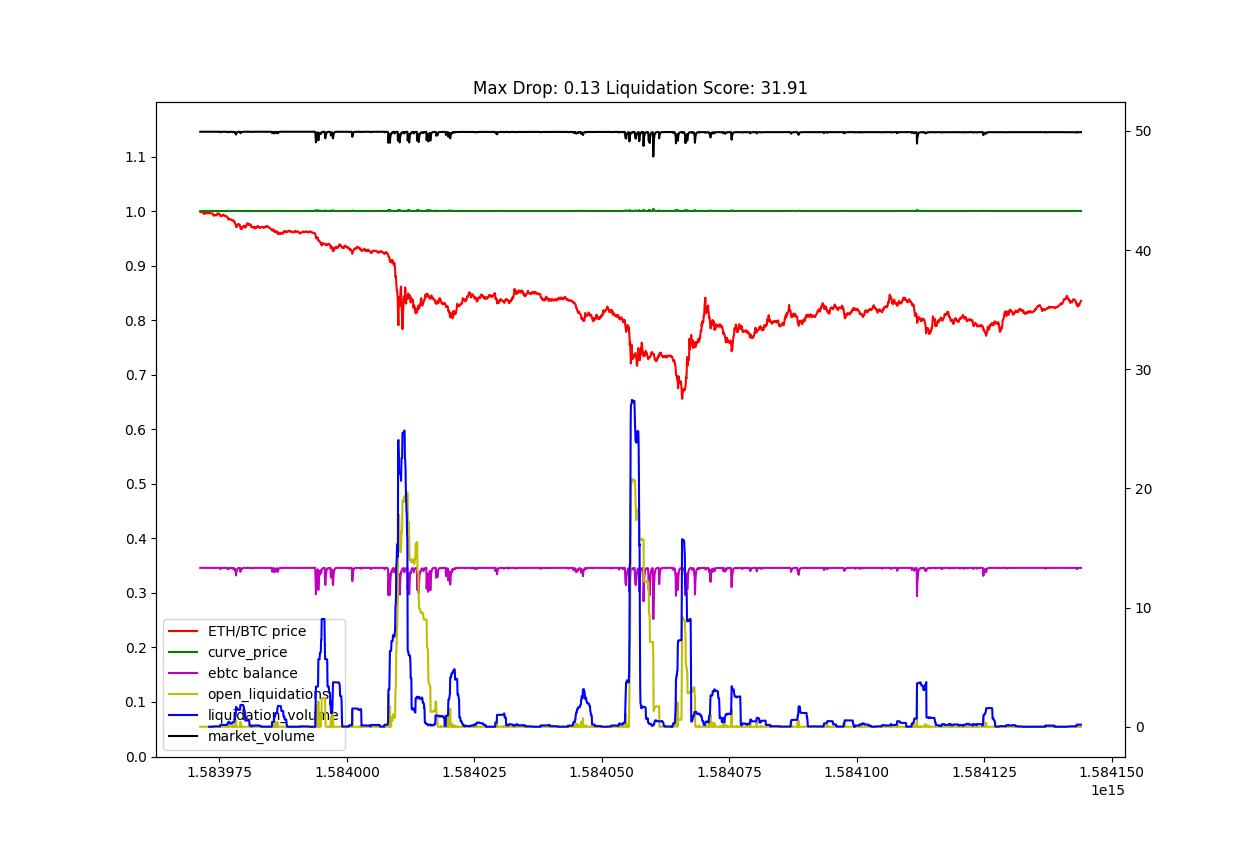 Max Drop: 0.13 Liquidation Score: 31.91
1.1
1.0
0.9
0.8
0.7
0.6
0.5
0.4
0.3
0.2
0.1
0.0
50
40
30
20
10
0
ETH/BTC price
curve_price
ebtc balance
open_liquidations
liquidation_volume
market_volume
1.583975 1.584000 1.584025 1.584050 1.584075 1.584100 1.584125 1.584150
1e15